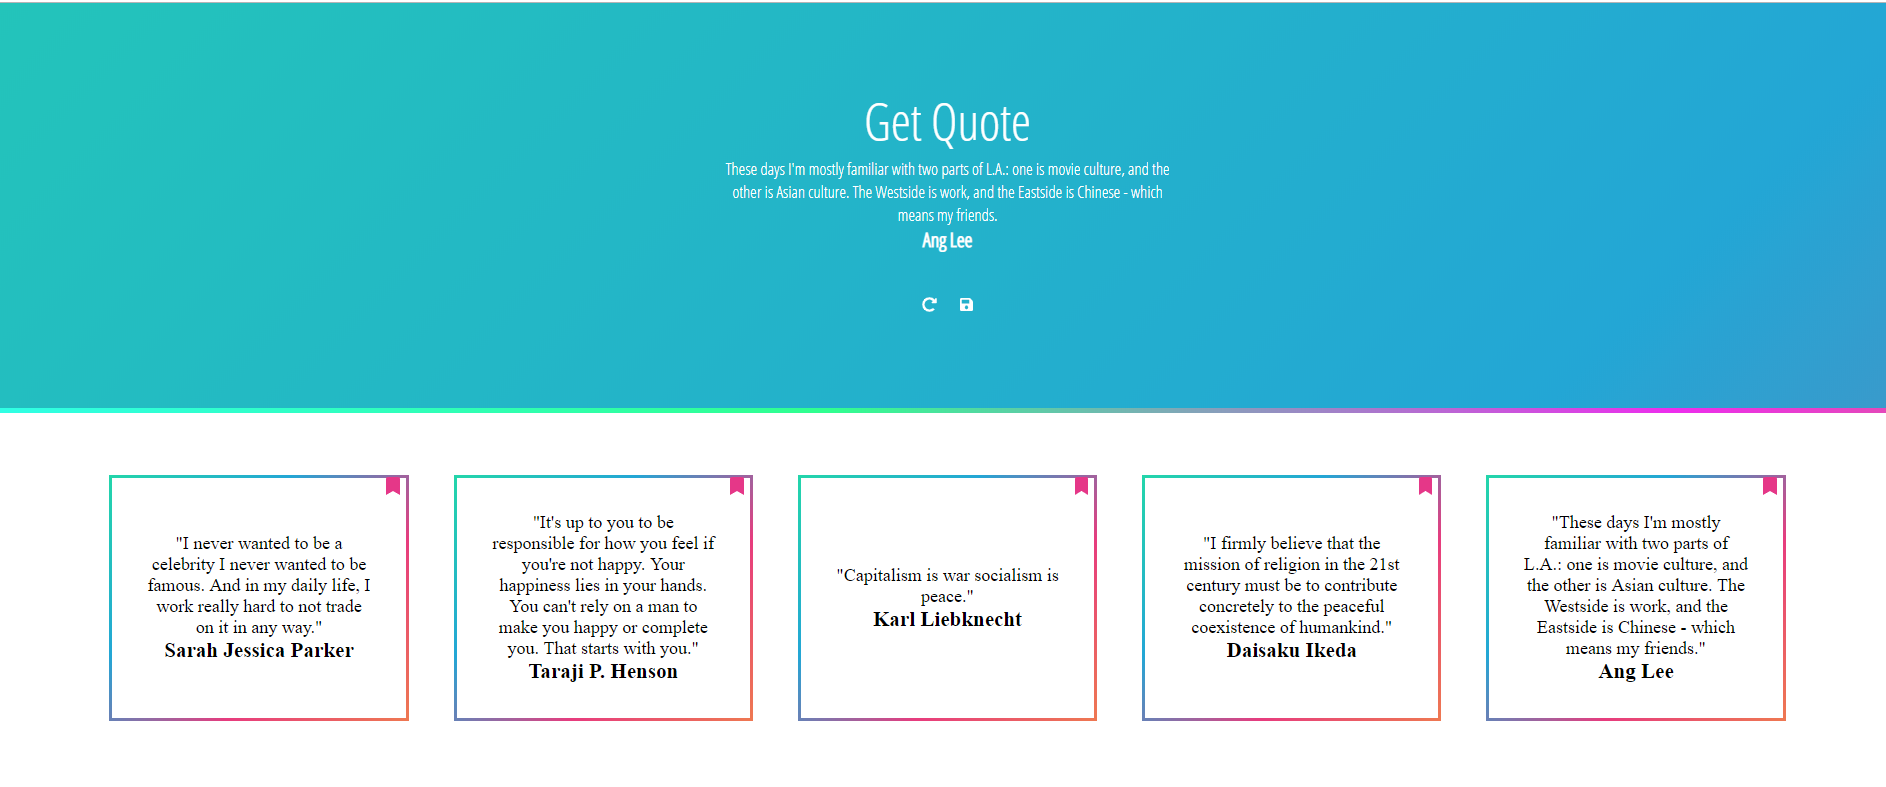 Get Quote
These days I'm mostly familiar with two parts of L.A.: one is movie culture, and the
other is Asian culture. The Westside is work, and the Eastside is Chinese - which
means my friends.
Ang Lee
"I never wanted to be a
celebrity I never wanted to be
famous. And in my daily life, I
work really hard to not trade
on it in any way."
Sarah Jessica Parker
"It's up to you to be
responsible for how you feel if
you're not happy. Your
happiness lies in your hands.
You can't rely on a man to
make you happy or complete
you. That starts with you."
Taraji P. Henson
"Capitalism is war socialism is
peace."
Karl Liebknecht
"I firmly believe that the
mission of religion in the 21st
century must be to contribute
concretely to the peaceful
coexistence of humankind."
Daisaku Ikeda
"These days I'm mostly
familiar with two parts of
L.A.: one is movie culture, and
the other is Asian culture. The
Westside is work, and the
Eastside is Chinese - which
means my friends."
Ang Lee